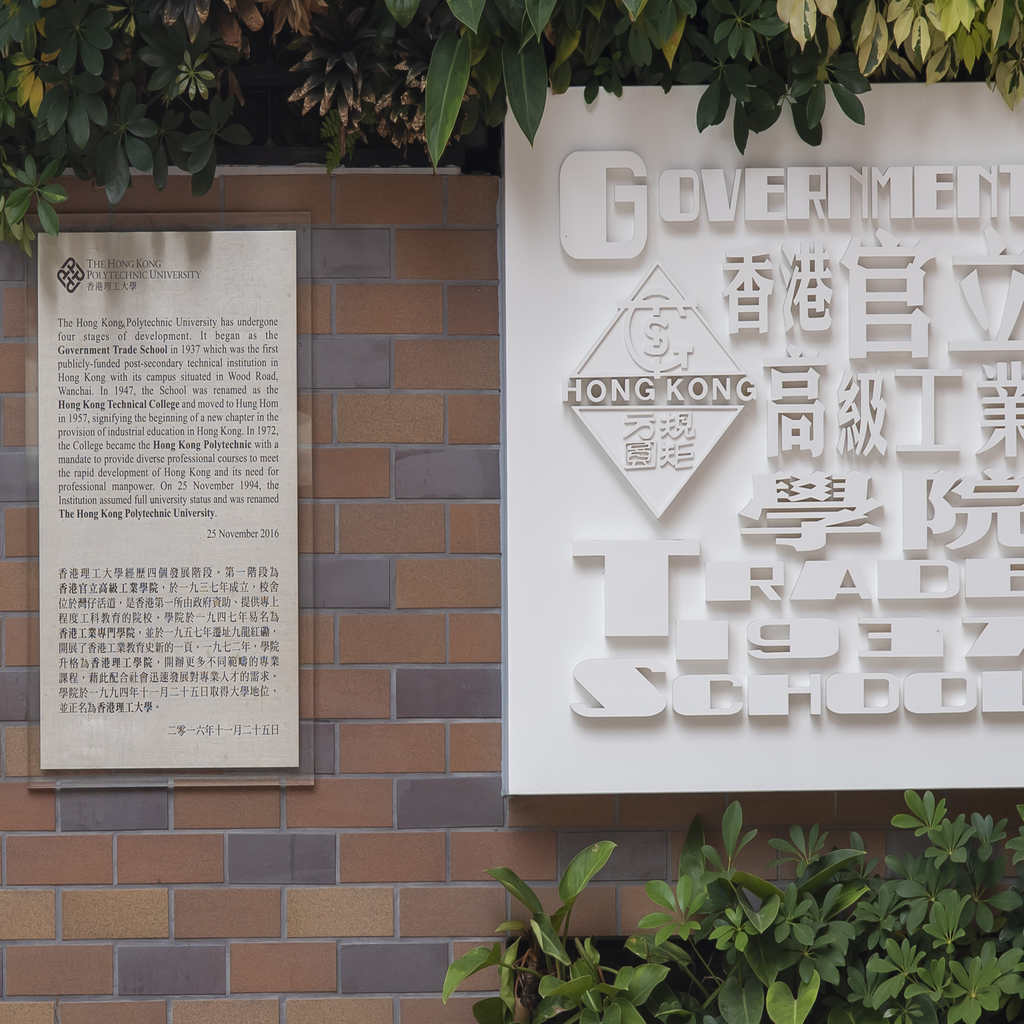 THE HONG KONG
POLYTECHNIC UNIVERSITY
香港理工大學
The Hong Kong Polytechnic University has undergone
four stages of development. It began as the
Government Trade School in 1937 which was the first
publicly-funded post-secondary technical institution in
Hong Kong with its campus situated in Wood Road,
Wanchai. In 1947, the School was renamed as the
Hong Kong Technical College and moved to Hung Hom
in 1957, signifying the beginning of a new chapter in the
provision of industrial education in Hong Kong. In 1972,
the College became the Hong Kong Polytechnic with a
mandate to provide diverse professional courses to meet
the rapid development of Hong Kong and its need for
professional manpower. On 25 November 1994, the
Institution assumed full university status and was renamed
The Hong Kong Polytechnic University.
25 November 2016
香港理工大學經歷四個發展階段。第一階段為
香港官立高級工業學院，於一九三七年成立，校舍
位於灣仔活道，是香港第一所由政府資助、提供專上
程度工科教育的院校。學院於一九四七年易名為
香港工業專門學院，並於一九五七年遷址九龍紅磡，
開展了香港工業教育史新的一頁。一九七二年，學院
升格為香港理工學院，開辦更多不同範疇的專業
課程，藉此配合社會迅速發展對專業人才的需求。
學院於一九九四年十一月二十五日取得大學地位，
並正名為香港理工大學。
二零一六年十一月二十五日
GOVERNMENT
香港官立
高級工業
學院
HONG KONG
規矩
方圓
TRADE
1937
SCHOOL